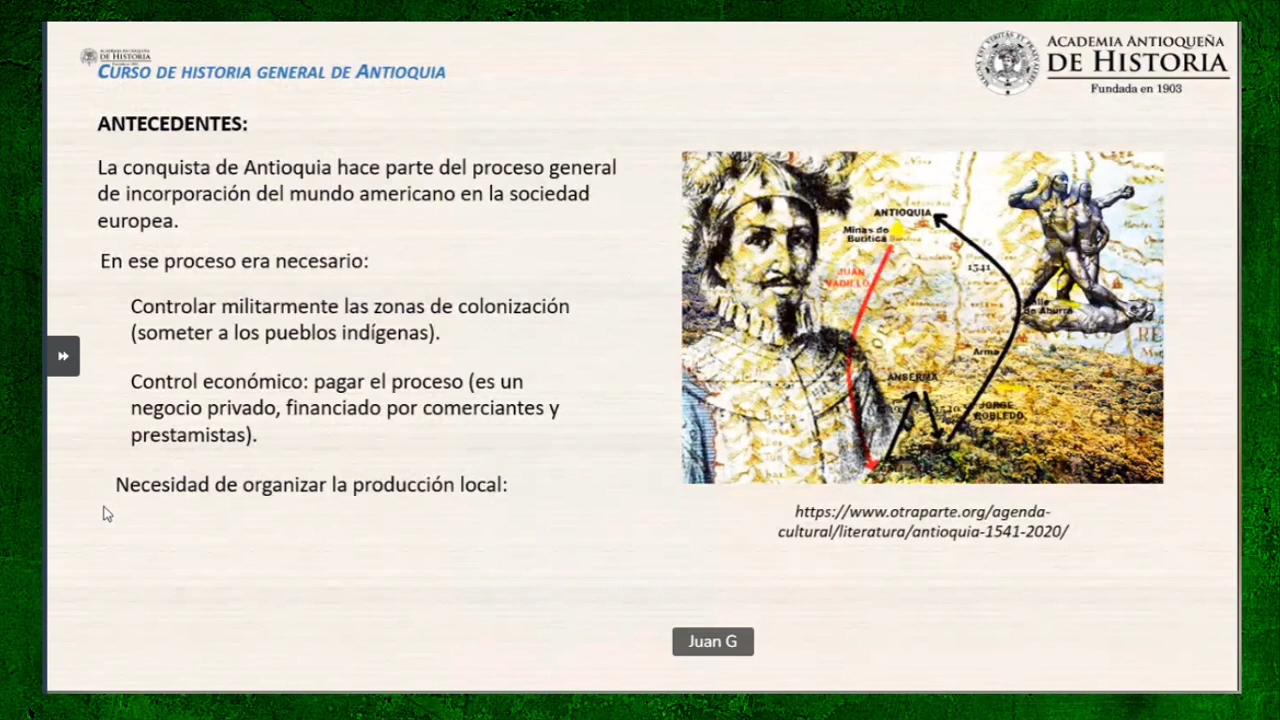 ACADEMIA ANTIOQUEÑA
DE HISTORIA
CURSO DE HISTORIA GENERAL DE ANTIOQUIA
ACADEMIA ANTIOQUEÑA
DE HISTORIA
Fundada en 1903
ANTECEDENTES:
La conquista de Antioquia hace parte del proceso general
de incorporación del mundo americano en la sociedad
europea.
En ese proceso era necesario:
Controlar militarmente las zonas de colonización
(someter a los pueblos indígenas).
Control económico: pagar el proceso (es un
negocio privado, financiado por comerciantes y
prestamistas).
Necesidad de organizar la producción local:
ANTIOQUIA
Minas de
Buriticá
JUAN
VADILLO
1541
Valle
de Aburrá
Arma
ANSERMA
JORGE
ROBLEDO
https://www.otraparte.org/agenda-
cultural/literatura/antioquia-1541-2020/
Juan G